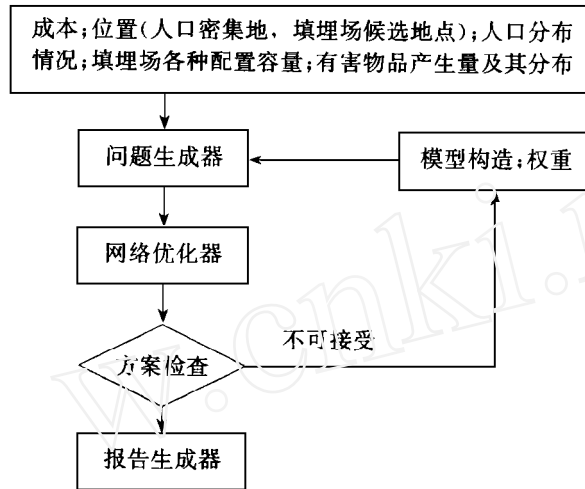 成本;位置(人口密集地, 填埋场候选地点);人口分布
情况;填埋场各种配置容量;有害物品产生量及其分布
问题生成器
模型构造;权重
网络优化器
不可接受
方案检查
报告生成器
w.cnki.